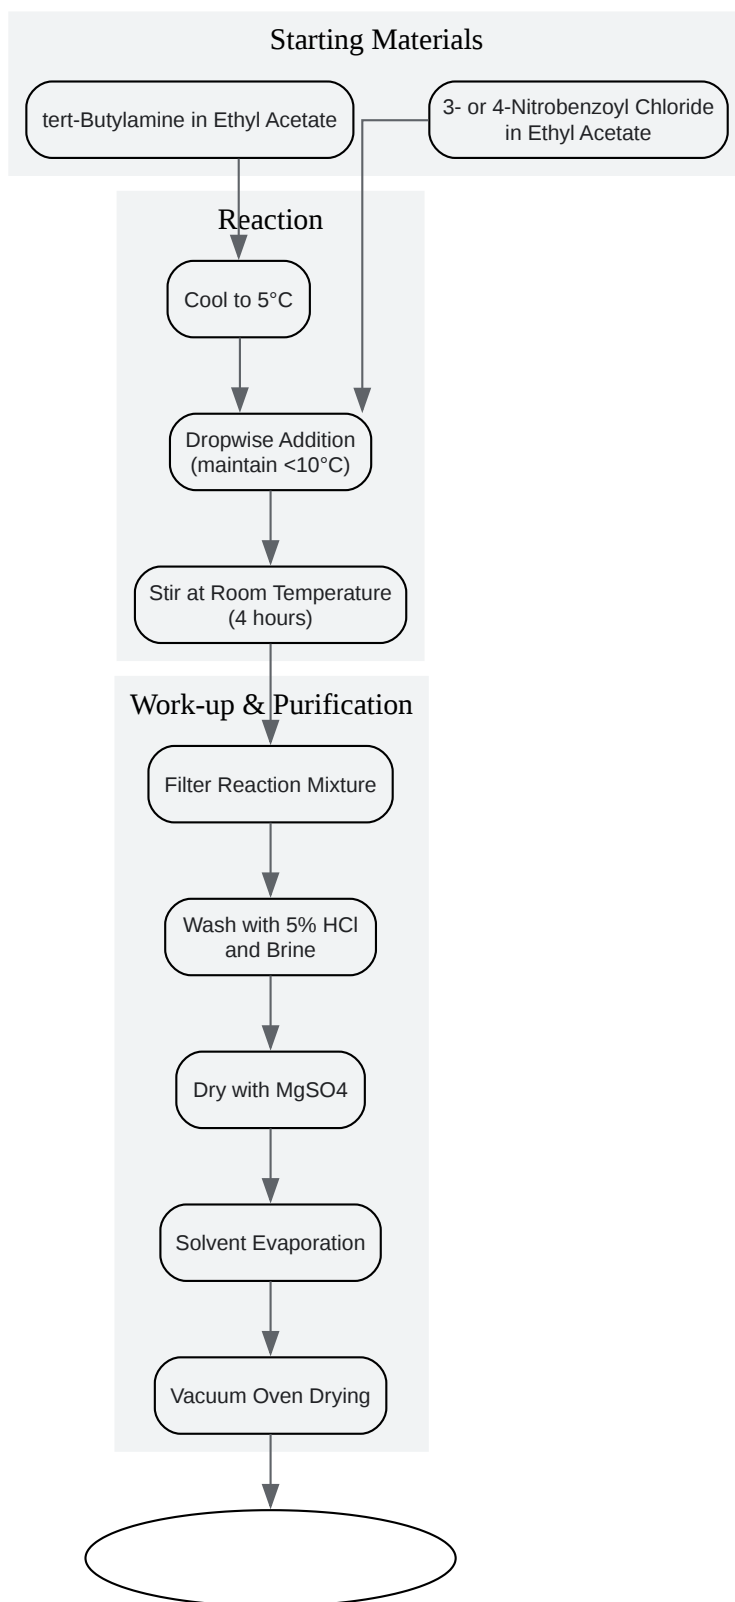 Starting Materials
tert-Butylamine in Ethyl Acetate
3- or 4-Nitrobenzoyl Chloride
in Ethyl Acetate
Reaction
Cool to 5°C
Dropwise Addition
(maintain <10°C)
Stir at Room Temperature
(4 hours)
Work-up & Purification
Filter Reaction Mixture
Wash with 5% HCl
and Brine
Dry with MgSO4
Solvent Evaporation
Vacuum Oven Drying